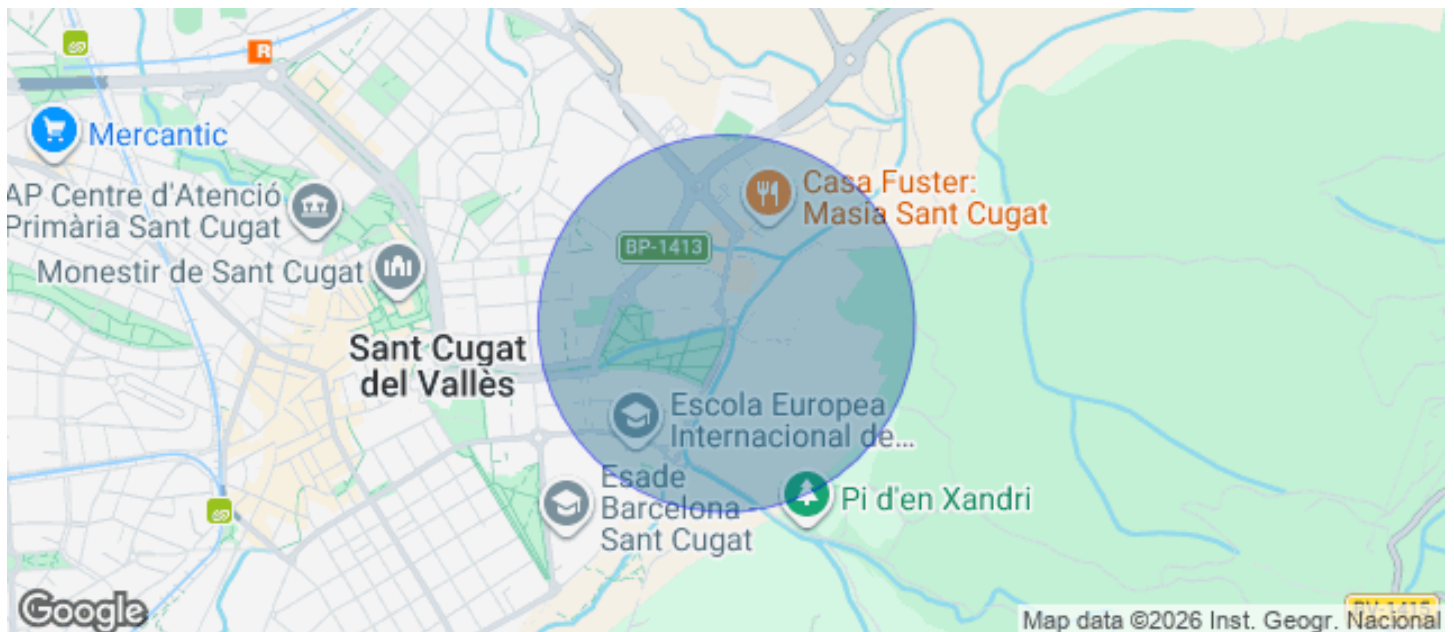 R
Mercantic
AP Centre d'Atenció
Primària Sant Cugat
Monestir de Sant Cugat
Casa Fuster:
Masia Sant Cugat
BP-1413
Sant Cugat
del Vallès
Escola Europea
Internacional de...
Esade
Barcelona -
Sant Cugat
Pi d'en Xandri
Google
BV-1415
Map data ©2026 Inst. Geogr. Nacional